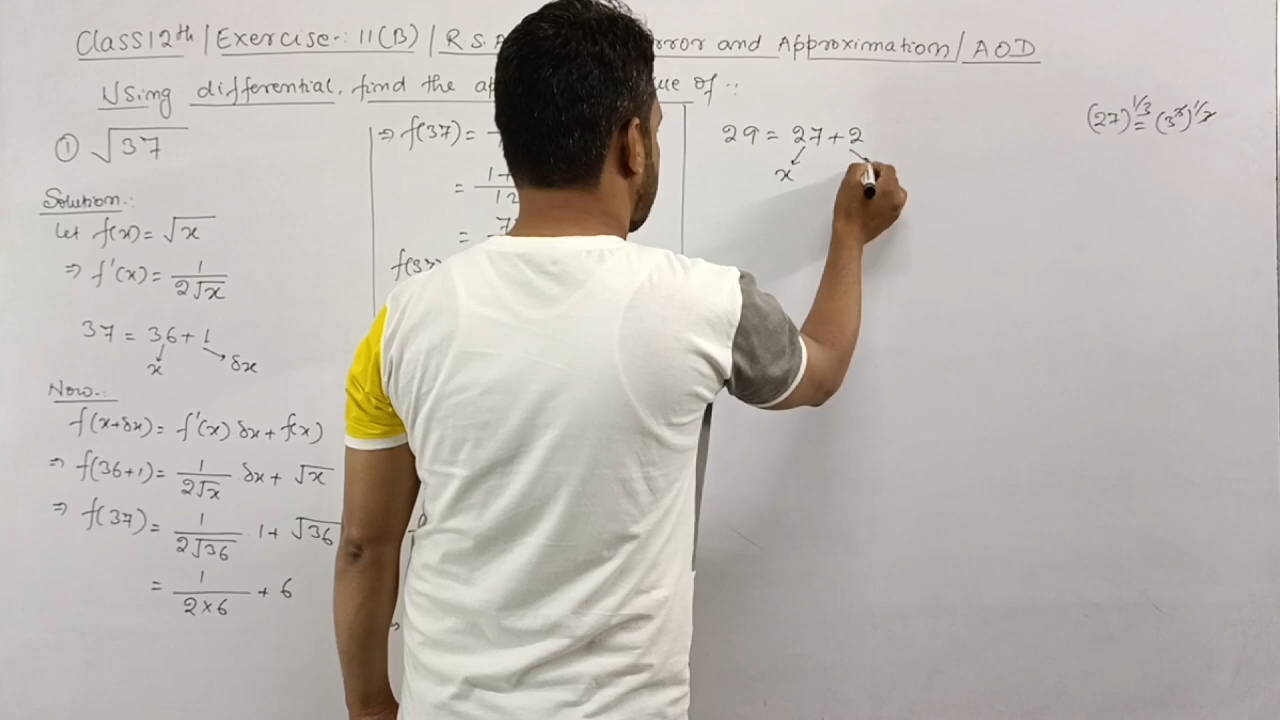 Class 12th / Exercise-: 11(B) / R.S. rror and Approximation / AOD
Using differential, find the of :
① √37
Solution:
Let f(x) = √x
⇒ f'(x) = 1/2√x
37 = 36 + 1
x δx
Now:
f(x+δx) = f'(x) δx + f(x)
⇒ f(36+1) = 1/2√x δx + √x
⇒ f(37) = 1/2√36 · 1 + √36
= 1/2×6 + 6
⇒ f(37) =
=
=
29 = 27 + 2
x
(27)^1/3 = (3^3)^1/3